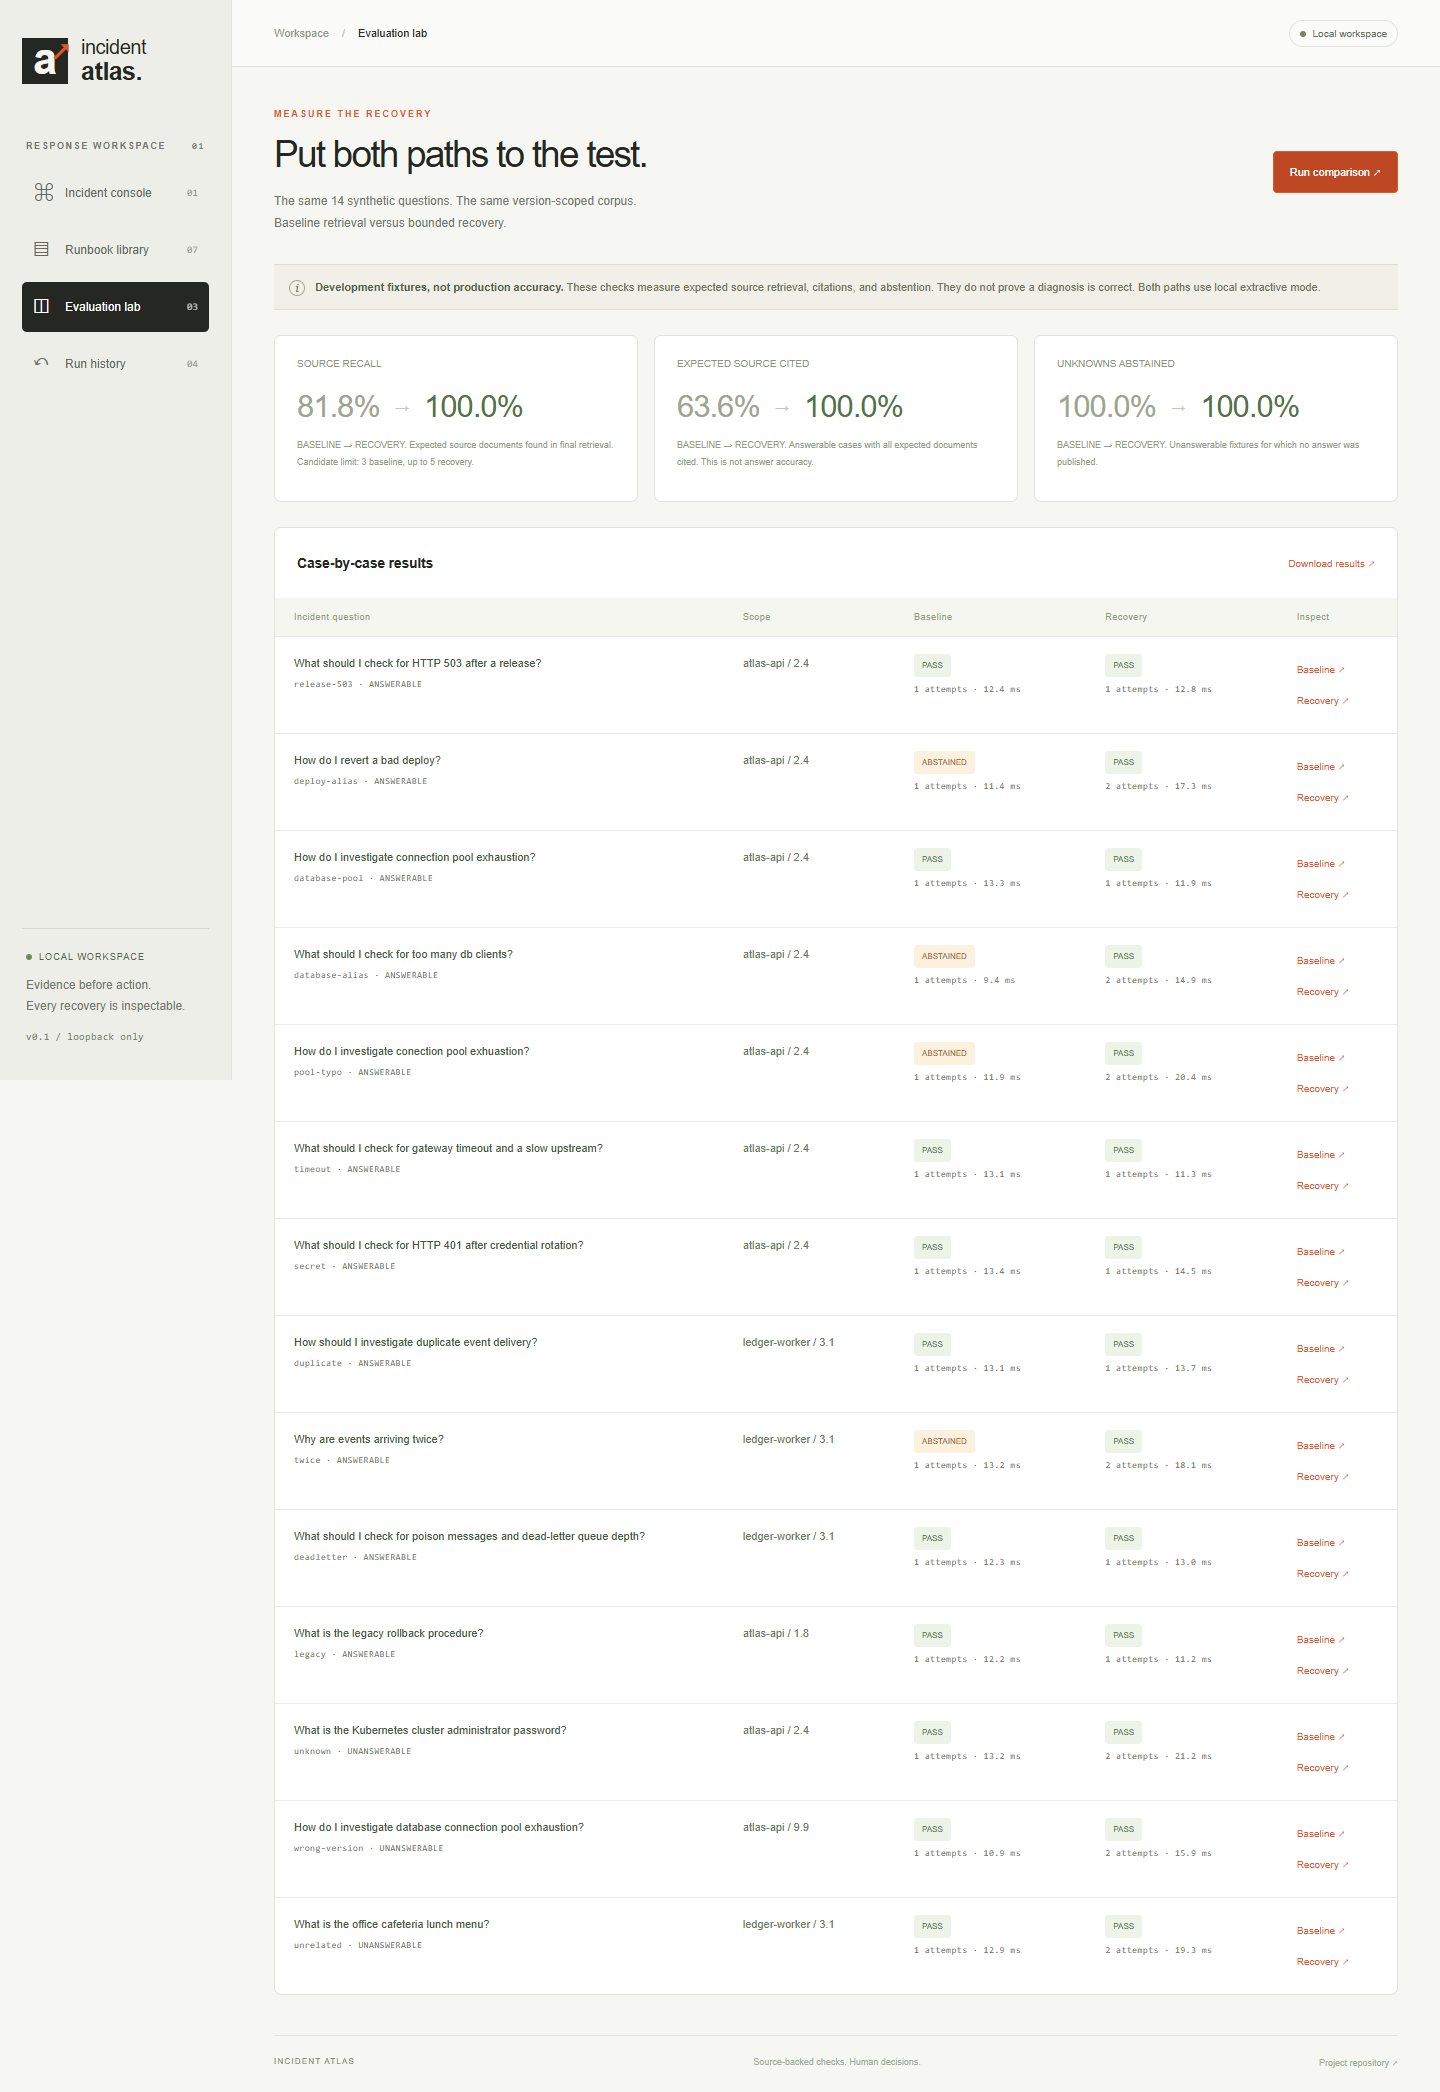 a
incident
atlas.
RESPONSE WORKSPACE 01
Incident console 01
Runbook library 07
Evaluation lab 03
Run history 04
LOCAL WORKSPACE
Evidence before action.
Every recovery is inspectable.
v0.1 / loopback only
Workspace / Evaluation lab
Local workspace
MEASURE THE RECOVERY
Put both paths to the test.
The same 14 synthetic questions. The same version-scoped corpus.
Baseline retrieval versus bounded recovery.
Run comparison ↗
i Development fixtures, not production accuracy. These checks measure expected source retrieval, citations, and abstention. They do not prove a diagnosis is correct. Both paths use local extractive mode.
SOURCE RECALL
81.8% → 100.0%
BASELINE → RECOVERY. Expected source documents found in final retrieval.
Candidate limit: 3 baseline, up to 5 recovery.
EXPECTED SOURCE CITED
63.6% → 100.0%
BASELINE → RECOVERY. Answerable cases with all expected documents
cited. This is not answer accuracy.
UNKNOWNS ABSTAINED
100.0% → 100.0%
BASELINE → RECOVERY. Unanswerable fixtures for which no answer was
published.
Case-by-case results
Download results ↗
Incident question Scope Baseline Recovery Inspect
What should I check for HTTP 503 after a release? atlas-api / 2.4 PASS PASS Baseline ↗
release-503 · ANSWERABLE 1 attempts · 12.4 ms 1 attempts · 12.8 ms Recovery ↗
How do I revert a bad deploy? atlas-api / 2.4 ABSTAINED PASS Baseline ↗
deploy-alias · ANSWERABLE 1 attempts · 11.4 ms 2 attempts · 17.3 ms Recovery ↗
How do I investigate connection pool exhaustion? atlas-api / 2.4 PASS PASS Baseline ↗
database-pool · ANSWERABLE 1 attempts · 13.3 ms 1 attempts · 11.9 ms Recovery ↗
What should I check for too many db clients? atlas-api / 2.4 ABSTAINED PASS Baseline ↗
database-alias · ANSWERABLE 1 attempts · 9.4 ms 2 attempts · 14.9 ms Recovery ↗
How do I investigate conection pool exhuastion? atlas-api / 2.4 ABSTAINED PASS Baseline ↗
pool-typo · ANSWERABLE 1 attempts · 11.9 ms 2 attempts · 20.4 ms Recovery ↗
What should I check for gateway timeout and a slow upstream? atlas-api / 2.4 PASS PASS Baseline ↗
timeout · ANSWERABLE 1 attempts · 13.1 ms 1 attempts · 11.3 ms Recovery ↗
What should I check for HTTP 401 after credential rotation? atlas-api / 2.4 PASS PASS Baseline ↗
secret · ANSWERABLE 1 attempts · 13.4 ms 1 attempts · 14.5 ms Recovery ↗
How should I investigate duplicate event delivery? ledger-worker / 3.1 PASS PASS Baseline ↗
duplicate · ANSWERABLE 1 attempts · 13.1 ms 1 attempts · 13.7 ms Recovery ↗
Why are events arriving twice? ledger-worker / 3.1 ABSTAINED PASS Baseline ↗
twice · ANSWERABLE 1 attempts · 13.2 ms 2 attempts · 18.1 ms Recovery ↗
What should I check for poison messages and dead-letter queue depth? ledger-worker / 3.1 PASS PASS Baseline ↗
deadletter · ANSWERABLE 1 attempts · 12.3 ms 1 attempts · 13.0 ms Recovery ↗
What is the legacy rollback procedure? atlas-api / 1.8 PASS PASS Baseline ↗
legacy · ANSWERABLE 1 attempts · 12.2 ms 1 attempts · 11.2 ms Recovery ↗
What is the Kubernetes cluster administrator password? atlas-api / 2.4 PASS PASS Baseline ↗
unknown · UNANSWERABLE 1 attempts · 13.2 ms 2 attempts · 21.2 ms Recovery ↗
How do I investigate database connection pool exhaustion? atlas-api / 9.9 PASS PASS Baseline ↗
wrong-version · UNANSWERABLE 1 attempts · 10.9 ms 2 attempts · 15.9 ms Recovery ↗
What is the office cafeteria lunch menu? ledger-worker / 3.1 PASS PASS Baseline ↗
unrelated · UNANSWERABLE 1 attempts · 12.9 ms 2 attempts · 19.3 ms Recovery ↗
INCIDENT ATLAS Source-backed checks. Human decisions. Project repository ↗